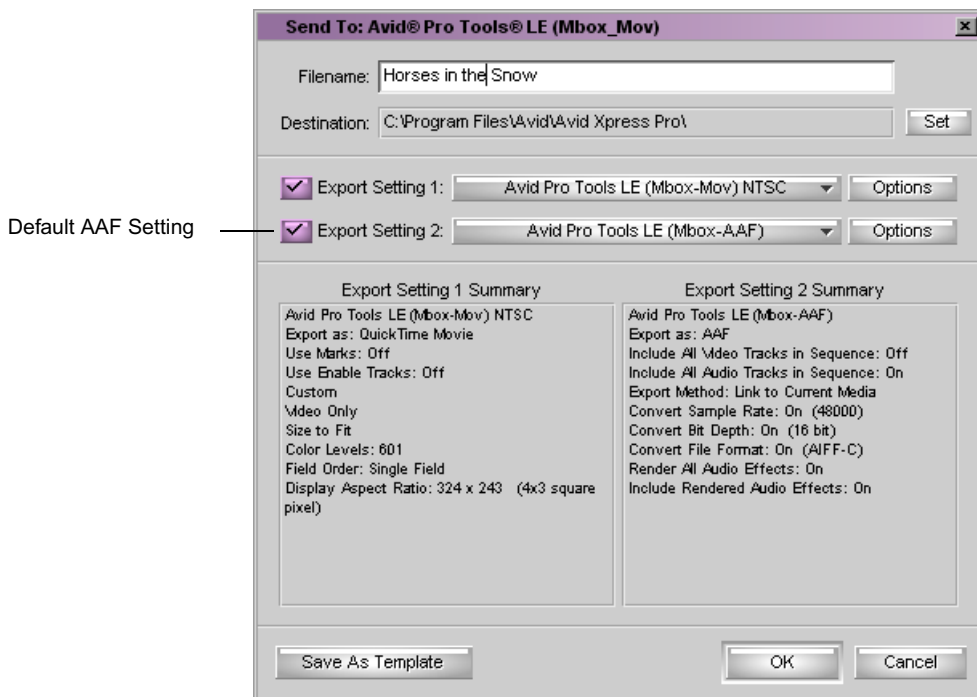 Send To: Avid® Pro Tools® LE (Mbox_Mov)
Filename: Horses in the Snow
Destination: C:\Program Files\Avid\Avid Xpress Pro\ Set
Export Setting 1: Avid Pro Tools LE (Mbox-Mov) NTSC Options
Default AAF Setting
Export Setting 2: Avid Pro Tools LE (Mbox-AAF) Options
Export Setting 1 Summary
Avid Pro Tools LE (Mbox-Mov) NTSC
Export as: QuickTime Movie
Use Marks: Off
Use Enable Tracks: Off
Custom
Video Only
Size to Fit
Color Levels: 601
Field Order: Single Field
Display Aspect Ratio: 324 x 243 (4x3 square
pixel)
Export Setting 2 Summary
Avid Pro Tools LE (Mbox-AAF)
Export as: AAF
Include All Video Tracks in Sequence: Off
Include All Audio Tracks in Sequence: On
Export Method: Link to Current Media
Convert Sample Rate: On (48000)
Convert Bit Depth: On (16 bit)
Convert File Format: On (AIFF-C)
Render All Audio Effects: On
Include Rendered Audio Effects: On
Save As Template OK Cancel